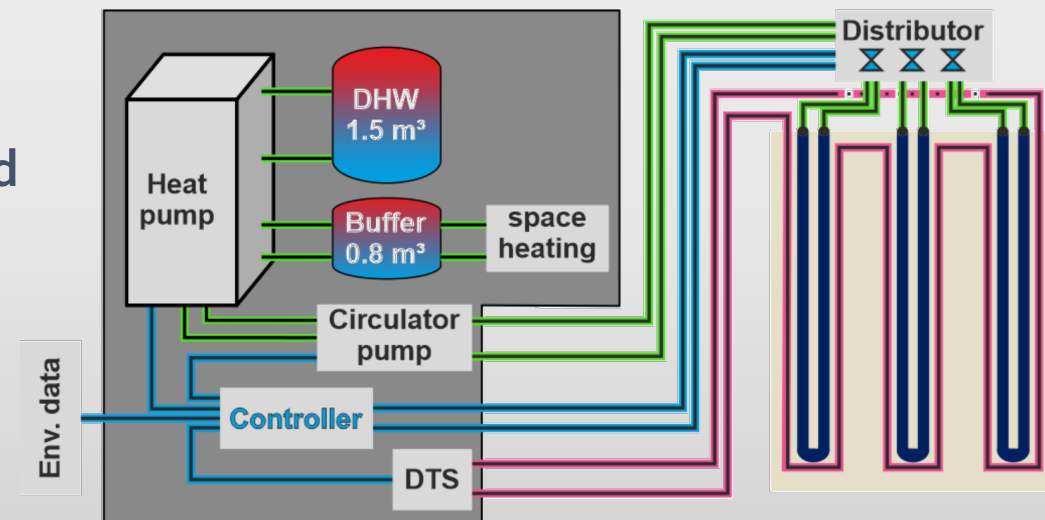 d
Distributor
DHW
1.5 m³
Heat
pump
Buffer
0.8 m³
space
heating
Circulator
pump
Env. data
Controller
DTS